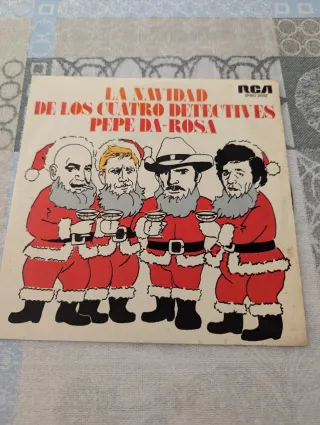 RCA
LA NAVIDAD
DE LOS CUATRO DETECTIVES
PEPE DA-ROSA